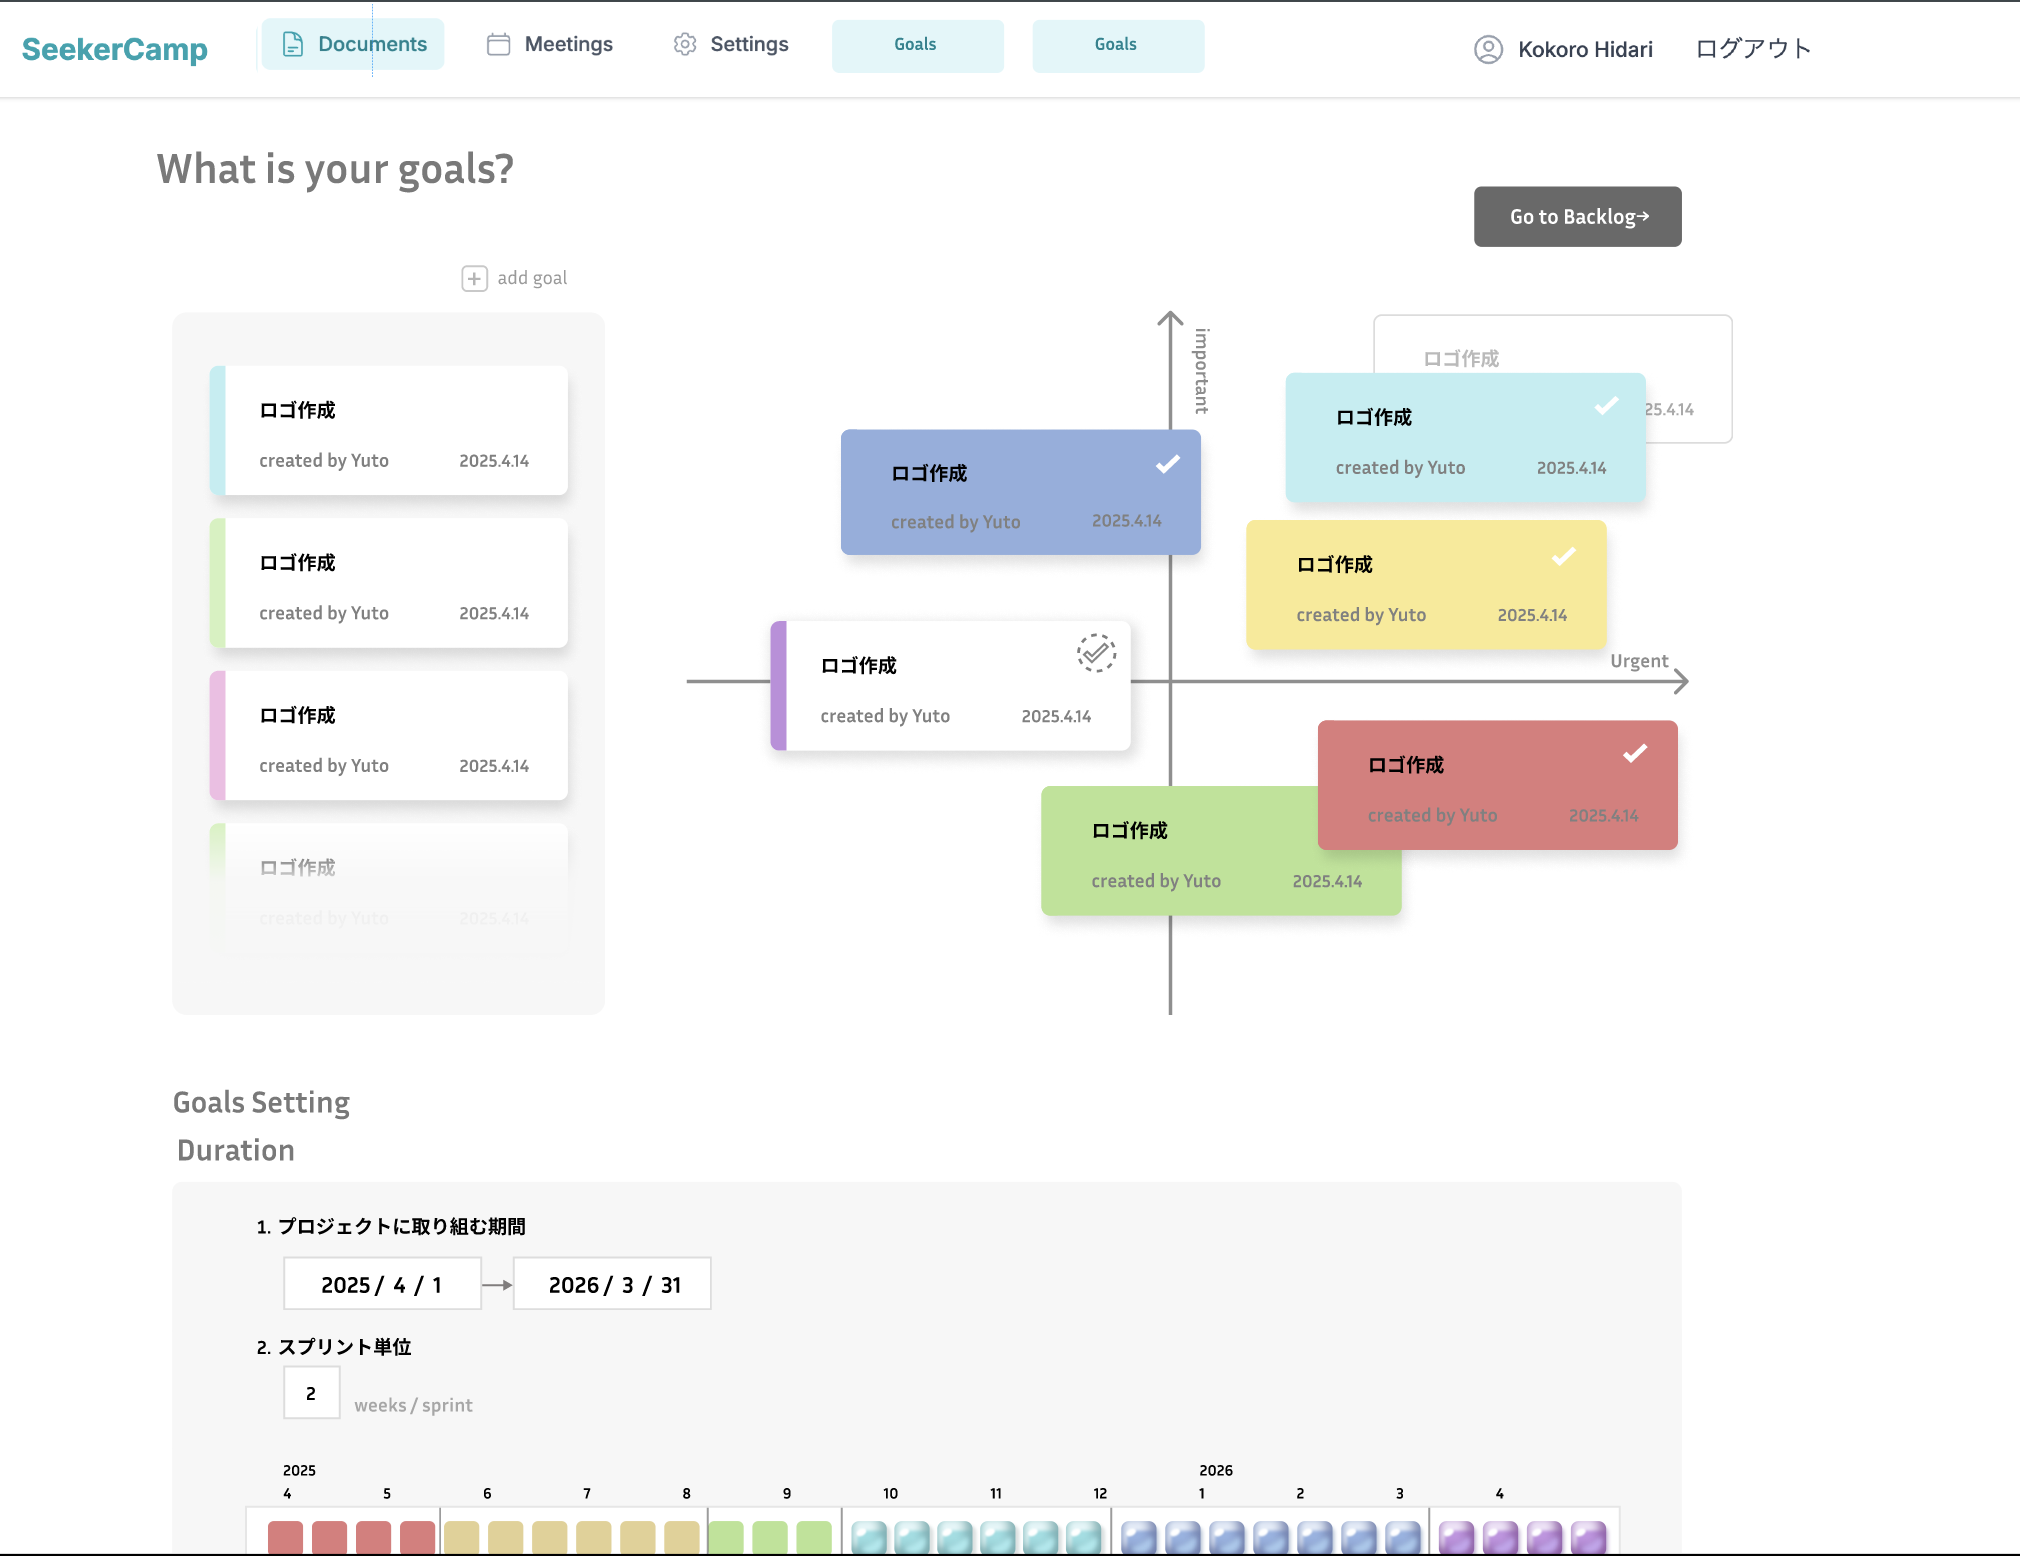 SeekerCamp
Documents
Meetings
Settings
Goals
Goals
Kokoro Hidari
ログアウト
What is your goals?
Go to Backlog→
add goal
ロゴ作成
created by Yuto 2025.4.14
ロゴ作成
created by Yuto 2025.4.14
ロゴ作成
created by Yuto 2025.4.14
ロゴ作成
created by Yuto 2025.4.14
important
ロゴ作成
25.4.14
ロゴ作成
created by Yuto 2025.4.14
ロゴ作成
created by Yuto 2025.4.14
ロゴ作成
created by Yuto 2025.4.14
Urgent
ロゴ作成
created by Yuto 2025.4.14
ロゴ作成
created by Yuto 2025.4.14
ロゴ作成
created by Yuto 2025.4.14
Goals Setting
Duration
1. プロジェクトに取り組む期間
2025 / 4 / 1
2026 / 3 / 31
2. スプリント単位
2 weeks / sprint
2025 2026
4 5 6 7 8 9 10 11 12 1 2 3 4